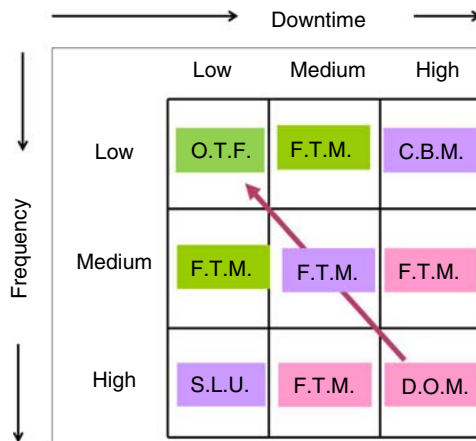 Downtime
Low Medium High
Low O.T.F. F.T.M. C.B.M.
Frequency
Medium F.T.M. F.T.M. F.T.M.
High S.L.U. F.T.M. D.O.M.